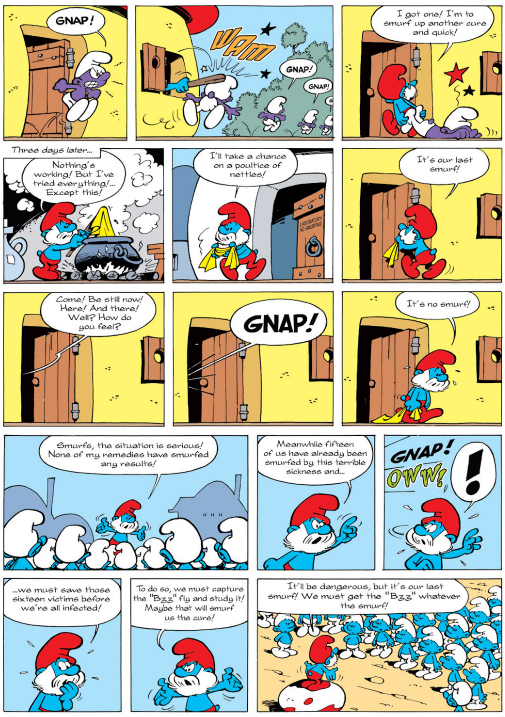 GNAP!
WAM
GNAP!
GNAP!
I got one! I'm to
smurf up another cure
and quick!
Three days later...
Nothing's
working! But I've
tried everything!...
Except this!
I'll take a chance
on a poultice of
nettles!
LABORATORY
NO SMURFING
It's our last
smurf!
Come! Be still now!
Here! And there!
Well? How do
you feel?
GNAP!
It's no smurf!
Smurfs, the situation is serious!
None of my remedies have smurfed
any results!
Meanwhile fifteen
of us have already been
smurfed by this terrible
sickness and...
GNAP!
OWW!
!
...we must save those
sixteen victims before
we're all infected!
To do so, we must capture
the "Bzz" fly and study it!
Maybe that will smurf
us the cure!
It'll be dangerous, but it's our last
smurf! We must get the "Bzz" whatever
the smurf!